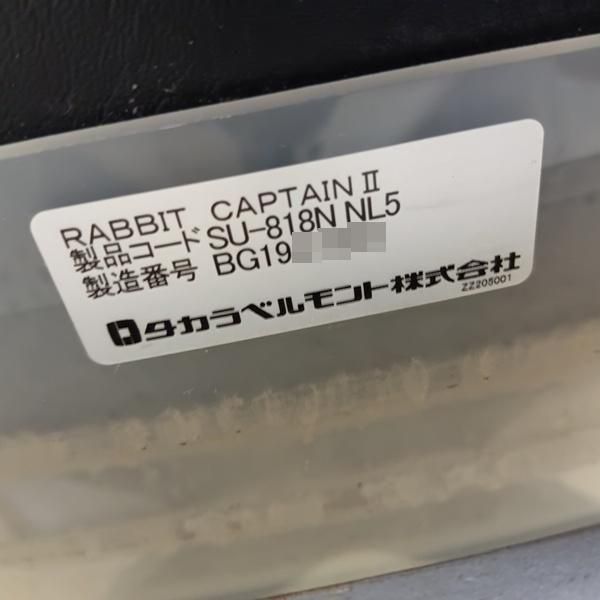 RABBIT CAPTAIN II
製品コード SU-818N NL5
製造番号 BG19
タカラベルモント株式会社
ZZ205001